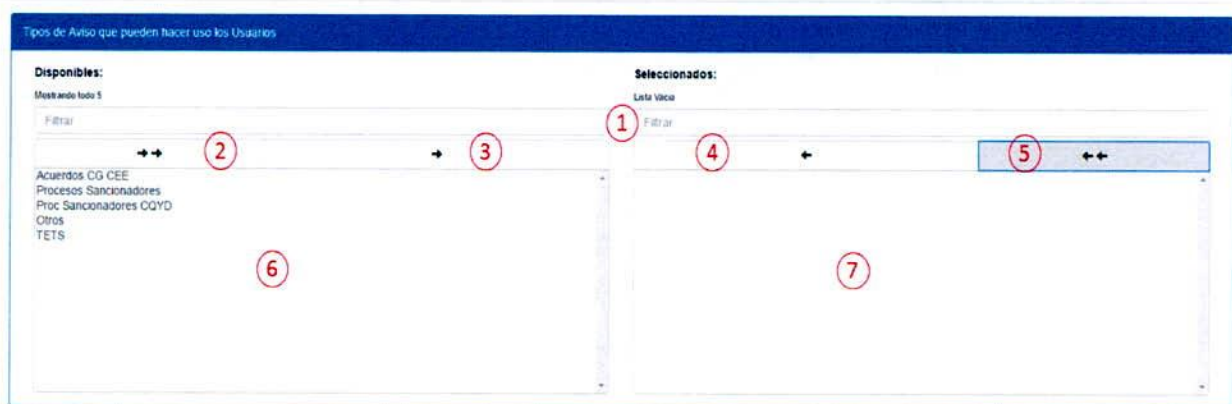 Tipos de Aviso que pueden hacer uso los Usuarios
Disponibles:
Mostrando todo 5
Filtrar
2
3
Acuerdos CG CEE
Procesos Sancionadores
Proc Sancionadores CQYD
Otros
TETS
6
Seleccionados:
Lista Vacia
1 Filtrar
4
5
7